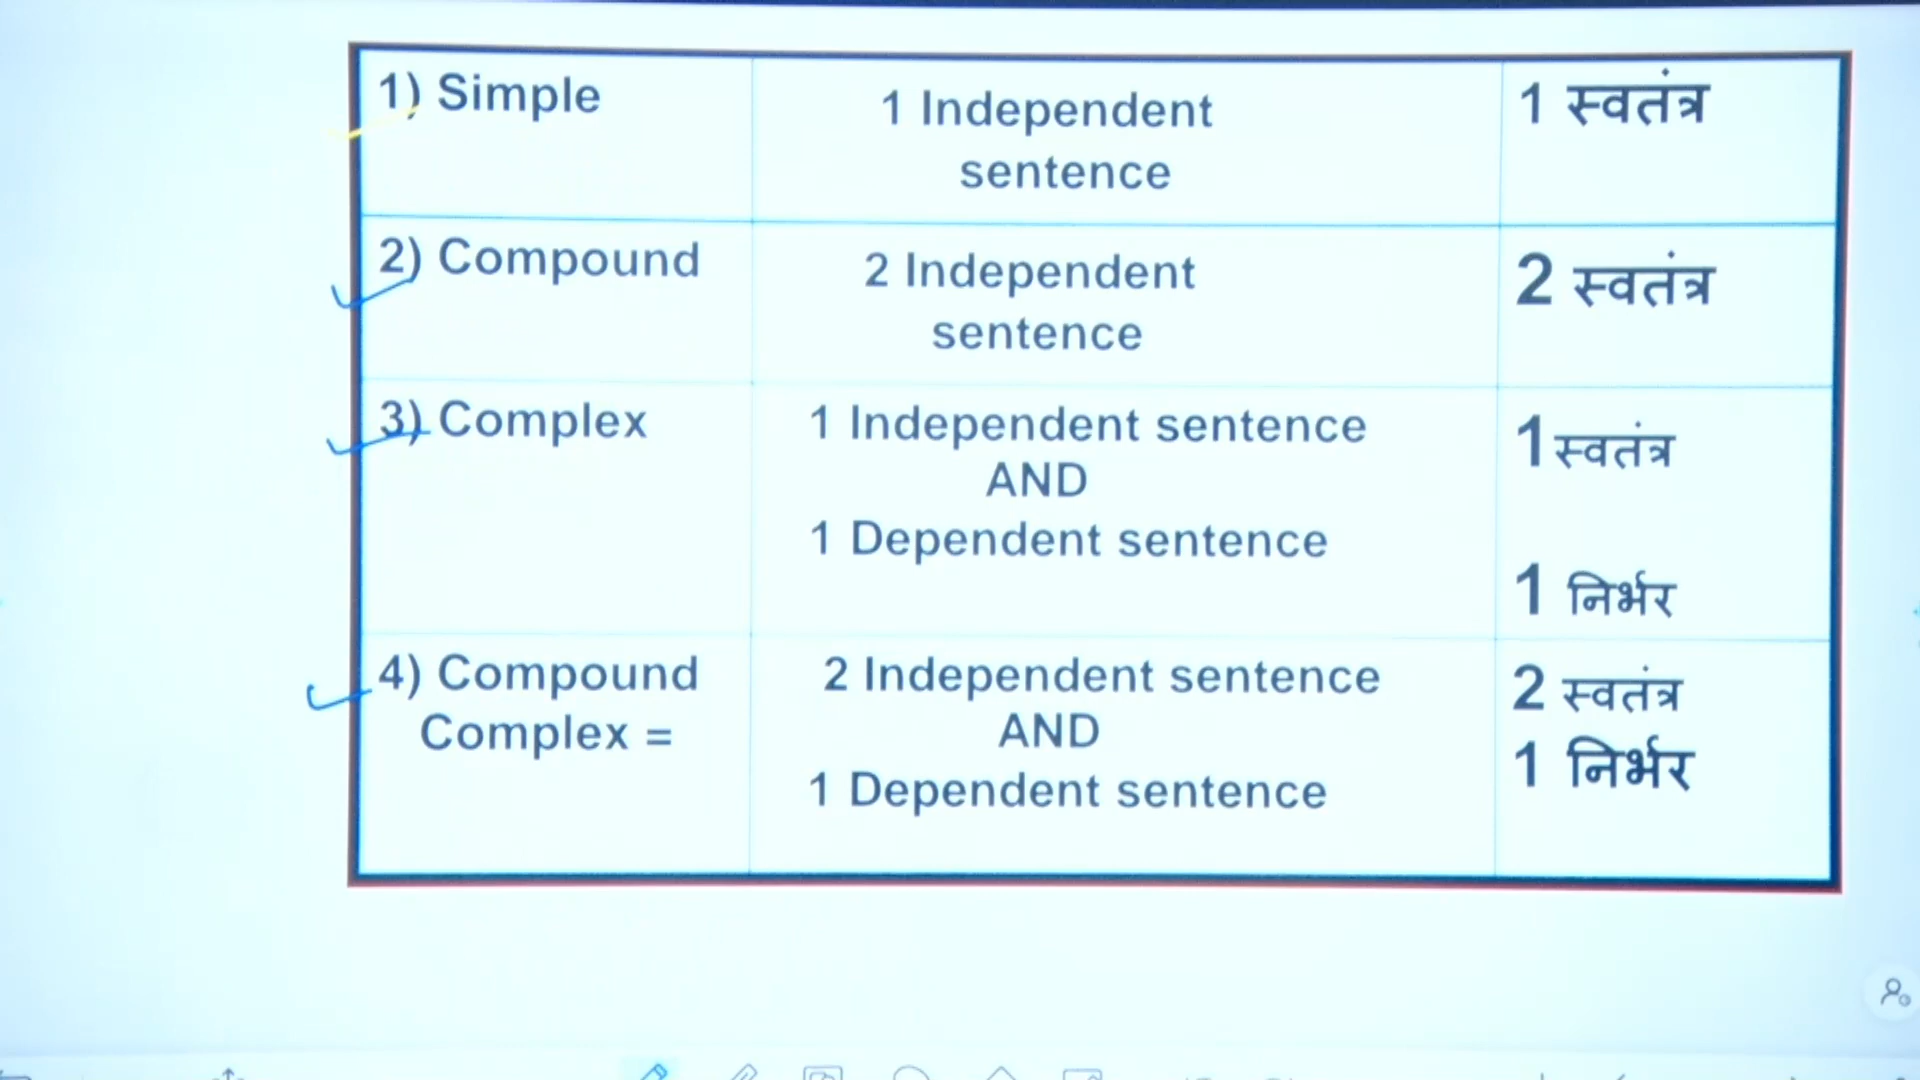 1) Simple
1 Independent
sentence
1 स्वतंत्र
2) Compound
2 Independent
sentence
2 स्वतंत्र
3) Complex
1 Independent sentence
AND
1 Dependent sentence
1 स्वतंत्र
1 निर्भर
4) Compound
Complex =
2 Independent sentence
AND
1 Dependent sentence
2 स्वतंत्र
1 निर्भर